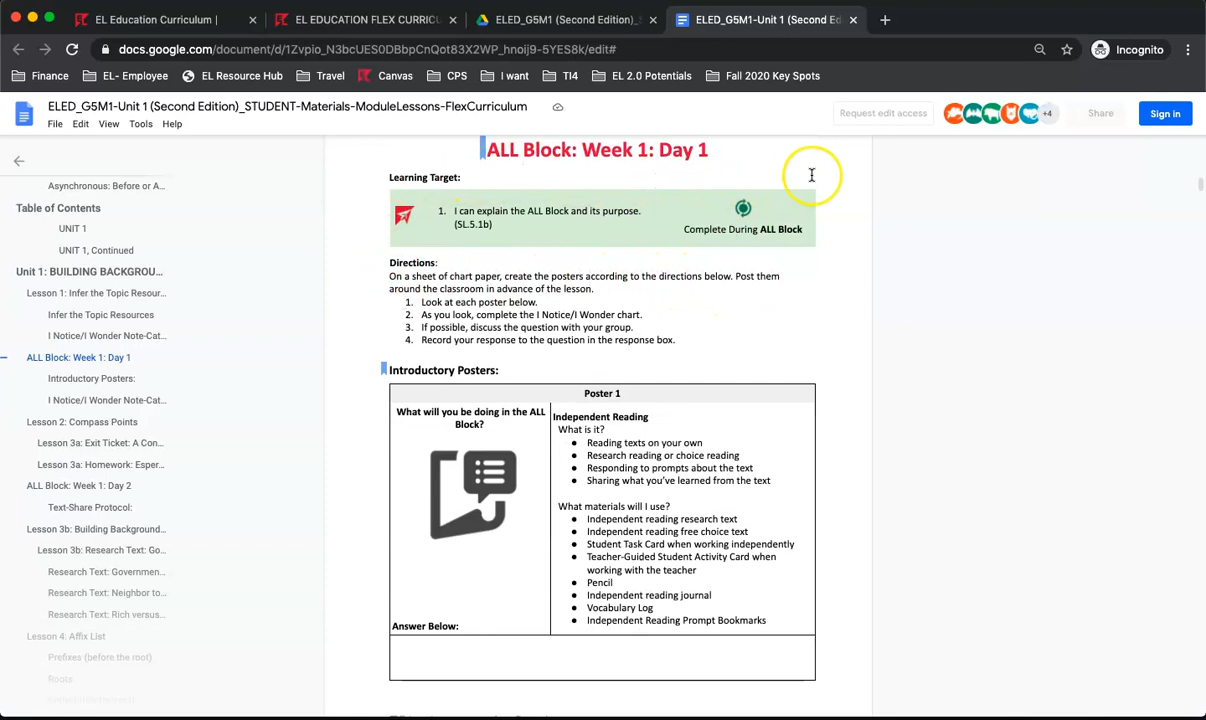 EL Education Curriculum |
EL EDUCATION FLEX CURRICU
ELED_G5M1 (Second Edition)_S
ELED_G5M1-Unit 1 (Second Ed
docs.google.com/document/d/1Zvpio_N3bcUES0DBbpCnQot83X2WP_hnoij9-5YES8k/edit#
Incognito
Finance
EL- Employee
EL Resource Hub
Travel
Canvas
CPS
I want
TI4
EL 2.0 Potentials
Fall 2020 Key Spots
ELED_G5M1-Unit 1 (Second Edition)_STUDENT-Materials-ModuleLessons-FlexCurriculum
File Edit View Tools Help
Request edit access
+4
Share
Sign in
Asynchronous: Before or A...
Table of Contents
UNIT 1
UNIT 1, Continued
Unit 1: BUILDING BACKGROU...
Lesson 1: Infer the Topic Resour...
Infer the Topic Resources
I Notice/I Wonder Note-Cat...
ALL Block: Week 1: Day 1
Introductory Posters:
I Notice/I Wonder Note-Cat...
Lesson 2: Compass Points
Lesson 3a: Exit Ticket: A Con...
Lesson 3a: Homework: Esper...
ALL Block: Week 1: Day 2
Text-Share Protocol:
Lesson 3b: Building Background...
Lesson 3b: Research Text: Go...
Research Text: Governmen...
Research Text: Neighbor to...
Research Text: Rich versus...
Lesson 4: Affix List
Prefixes (before the root)
Roots
ALL Block: Week 1: Day 1
Learning Target:
1. I can explain the ALL Block and its purpose.
(SL.5.1b)
Complete During ALL Block
Directions:
On a sheet of chart paper, create the posters according to the directions below. Post them
around the classroom in advance of the lesson.
1. Look at each poster below.
2. As you look, complete the I Notice/I Wonder chart.
3. If possible, discuss the question with your group.
4. Record your response to the question in the response box.
Introductory Posters:
Poster 1
What will you be doing in the ALL
Block?
Answer Below:
Independent Reading
What is it?
● Reading texts on your own
● Research reading or choice reading
● Responding to prompts about the text
● Sharing what you've learned from the text
What materials will I use?
● Independent reading research text
● Independent reading free choice text
● Student Task Card when working independently
● Teacher-Guided Student Activity Card when
working with the teacher
● Pencil
● Independent reading journal
● Vocabulary Log
● Independent Reading Prompt Bookmarks